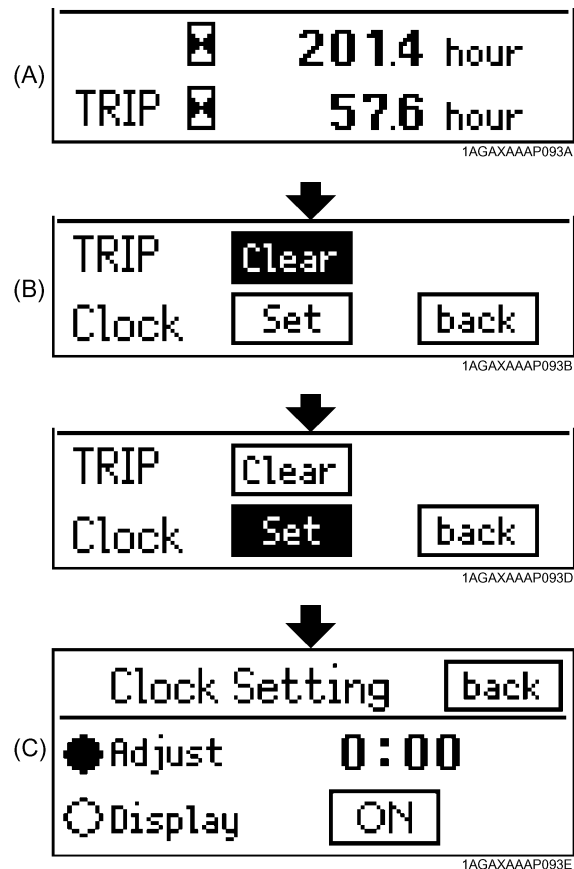 (A)
201.4 hour
TRIP 57.6 hour
1AGAXAAAP093A
(B)
TRIP Clear
Clock Set back
1AGAXAAAP093B
TRIP Clear
Clock Set back
1AGAXAAAP093D
(C)
Clock Setting back
Adjust 0:00
Display ON
1AGAXAAAP093E